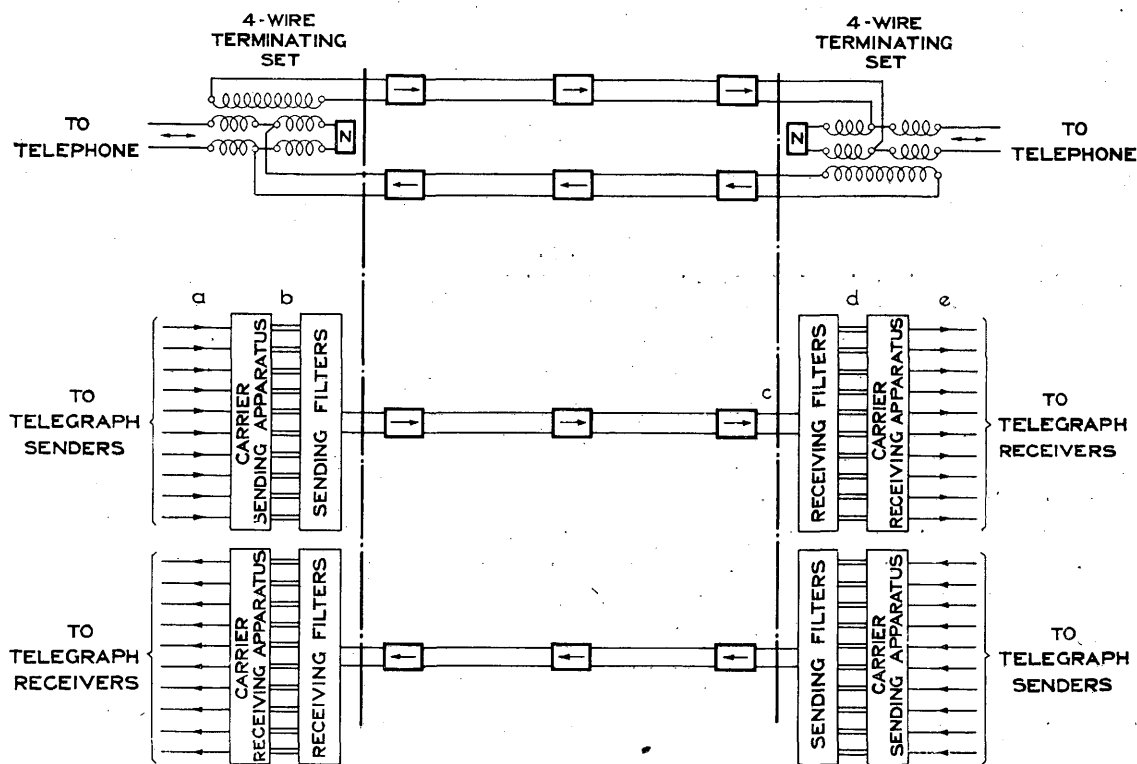 4-WIRE
TERMINATING
SET
4-WIRE
TERMINATING
SET
TO
TELEPHONE
N
N
TO
TELEPHONE
a
b
d
e
TO
TELEGRAPH
SENDERS
CARRIER
SENDING APPARATUS
SENDING FILTERS
c
RECEIVING FILTERS
CARRIER
RECEIVING APPARATUS
TO
TELEGRAPH
RECEIVERS
TO
TELEGRAPH
RECEIVERS
CARRIER
RECEIVING APPARATUS
RECEIVING FILTERS
SENDING FILTERS
CARRIER
SENDING APPARATUS
TO
TELEGRAPH
SENDERS